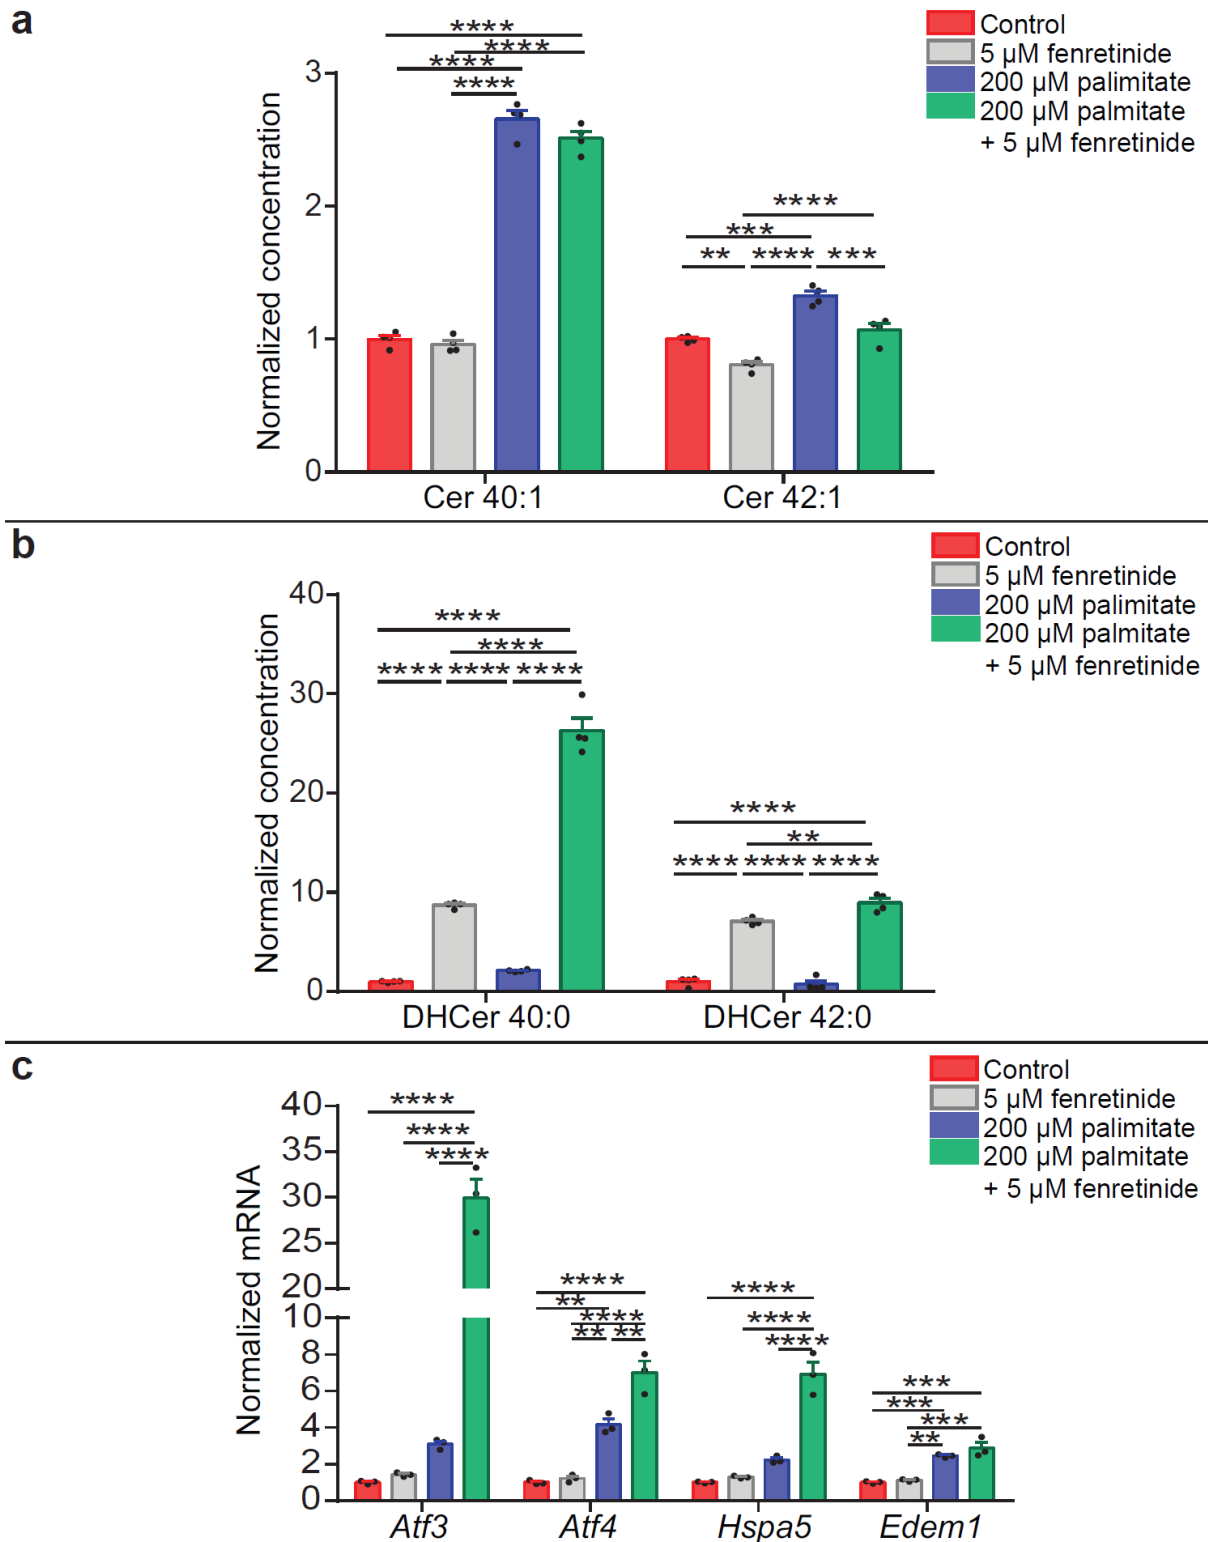 a
Control
5 µM fenretinide
200 µM palimitate
200 µM palmitate
+ 5 µM fenretinide
Normalized concentration
3
2
1
0
****
****
****
****
****
***
** **** ***
Cer 40:1 Cer 42:1
b
Control
5 µM fenretinide
200 µM palimitate
200 µM palmitate
+ 5 µM fenretinide
Normalized concentration
40
30
20
10
0
****
****
**** **** ****
****
**
**** **** ****
DHCer 40:0 DHCer 42:0
c
Control
5 µM fenretinide
200 µM palimitate
200 µM palmitate
+ 5 µM fenretinide
Normalized mRNA
40
35
30
25
20
10
8
6
4
2
0
****
****
****
****
**
****
** **
****
****
****
***
***
***
**
Atf3 Atf4 Hspa5 Edem1